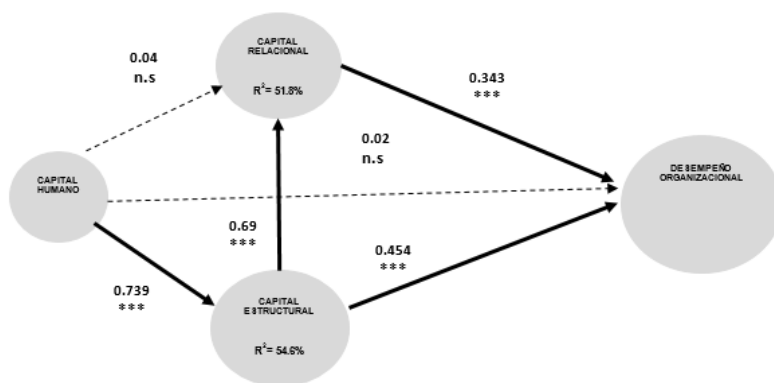 CAPITAL
RELACIONAL
R²= 51.8%
0.04
n.s
0.343
***
0.02
n.s
CAPITAL
HUMANO
DESEMPEÑO
ORGANIZACIONAL
0.69
***
0.454
***
0.739
***
CAPITAL
ESTRUCTURAL
R²= 54.6%